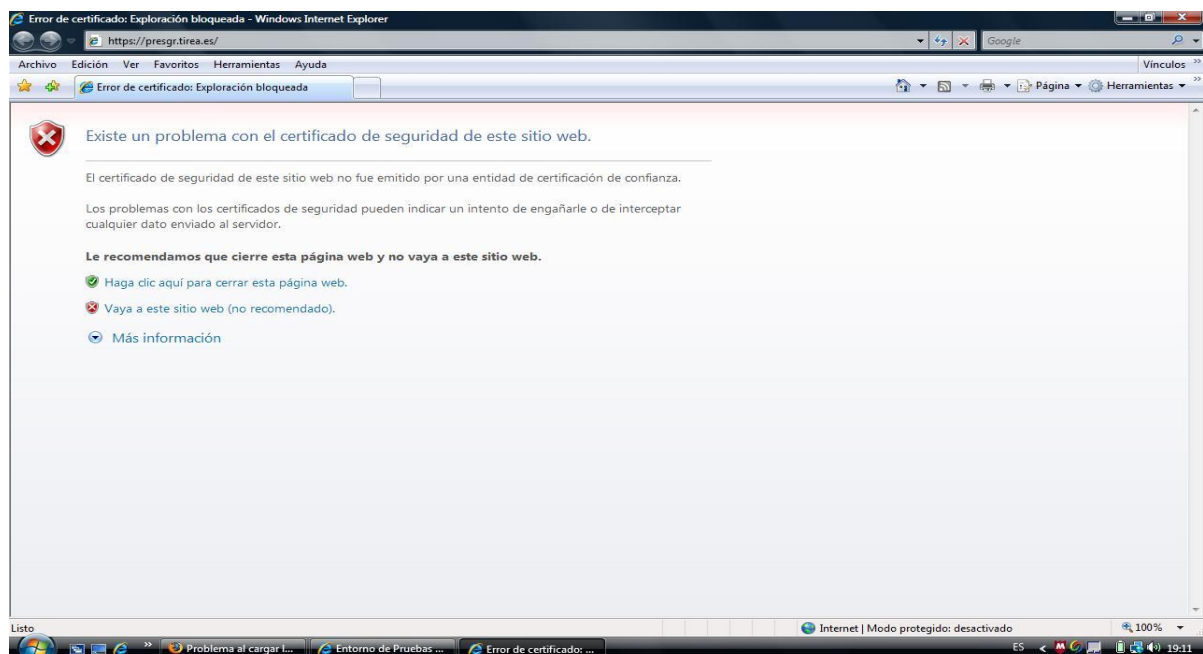 Error de certificado: Exploración bloqueada - Windows Internet Explorer
https://presgr.tirea.es/
Google
Archivo Edición Ver Favoritos Herramientas Ayuda
Vínculos
Error de certificado: Exploración bloqueada
Página Herramientas
Existe un problema con el certificado de seguridad de este sitio web.
El certificado de seguridad de este sitio web no fue emitido por una entidad de certificación de confianza.
Los problemas con los certificados de seguridad pueden indicar un intento de engañarle o de interceptar
cualquier dato enviado al servidor.
Le recomendamos que cierre esta página web y no vaya a este sitio web.
Haga clic aquí para cerrar esta página web.
Vaya a este sitio web (no recomendado).
Más información
Listo
Internet | Modo protegido: desactivado
100%
Problema al cargar l... Entorno de Pruebas ... Error de certificado: ...
ES
19:11